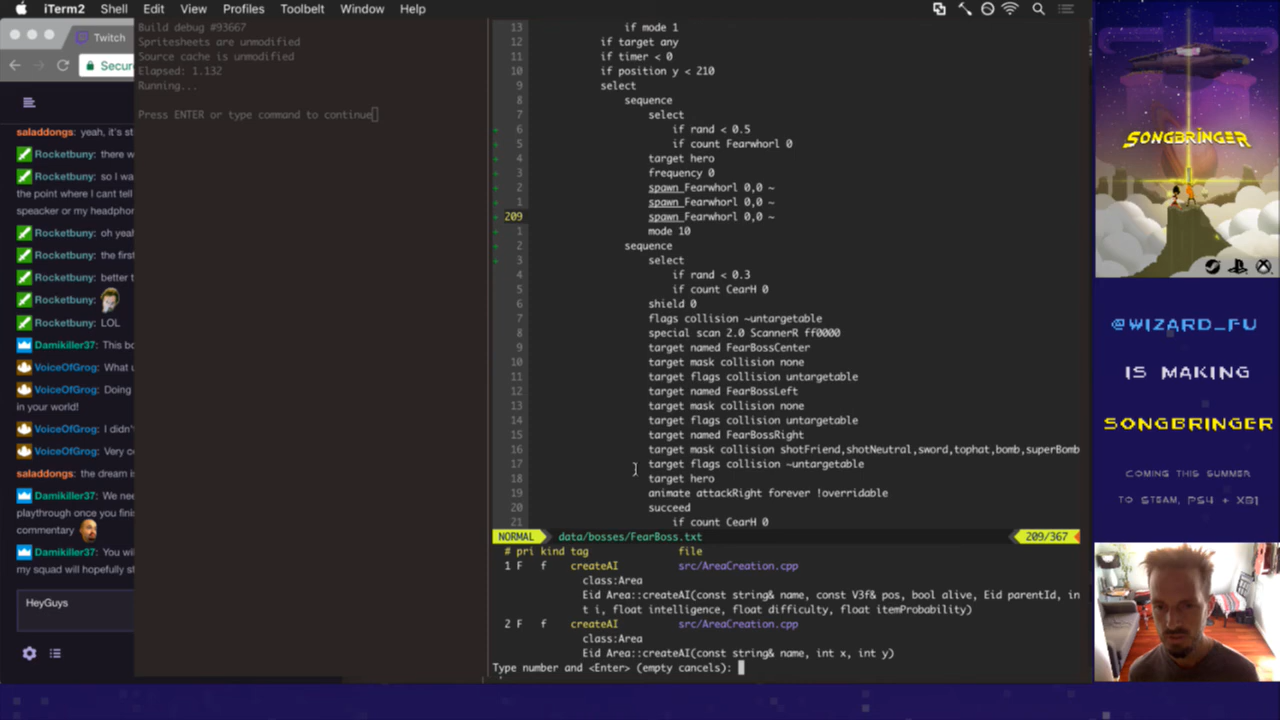 iTerm2 Shell Edit View Profiles Toolbelt Window Help
Twitch
Secure
saladdongs: yeah, it's st
Rocketbuny: there w
Rocketbuny: so I wa
the point where I cant tell
speacker or my headphor
Rocketbuny: oh yeah
Rocketbuny: the first
Rocketbuny: better t
Rocketbuny:
Rocketbuny: LOL
Damikiller37: This bo
VoiceOfGrog: What u
VoiceOfGrog: Doing
in your world!
VoiceOfGrog: I didn'
VoiceOfGrog: Very c
saladdongs: the dream is
Damikiller37: We nee
playthrough once you finis
commentary
Damikiller37: You wil
my squad will hopefully st
HeyGuys
Build debug #93667
Spritesheets are unmodified
Source cache is unmodified
Elapsed: 1.132
Running...
Press ENTER or type command to continue
13 if mode 1
12 if target any
11 if timer < 0
10 if position y < 210
9 select
8 sequence
7 select
6 if rand < 0.5
5 if count Fearwhorl 0
4 target hero
3 frequency 0
2 spawn Fearwhorl 0,0 ~
1 spawn Fearwhorl 0,0 ~
209 spawn Fearwhorl 0,0 ~
1 mode 10
2 sequence
3 select
4 if rand < 0.3
5 if count CearH 0
6 shield 0
7 flags collision ~untargetable
8 special scan 2.0 ScannerR ff0000
9 target named FearBossCenter
10 target mask collision none
11 target flags collision untargetable
12 target named FearBossLeft
13 target mask collision none
14 target flags collision untargetable
15 target named FearBossRight
16 target mask collision shotFriend,shotNeutral,sword,tophat,bomb,superBomb
17 target flags collision ~untargetable
18 target hero
19 animate attackRight forever !overridable
20 succeed
21 if count CearH 0
NORMAL data/bosses/FearBoss.txt 209/367
# pri kind tag file
1 F f createAI src/AreaCreation.cpp
class:Area
Eid Area::createAI(const string& name, const V3f& pos, bool alive, Eid parentId, in
t i, float intelligence, float difficulty, float itemProbability)
2 F f createAI src/AreaCreation.cpp
class:Area
Eid Area::createAI(const string& name, int x, int y)
Type number and <Enter> (empty cancels):
SONGBRINGER
@WIZARD_FU
IS MAKING
SONGBRINGER
COMING THIS SUMMER
TO STEAM, PS4 + XB1